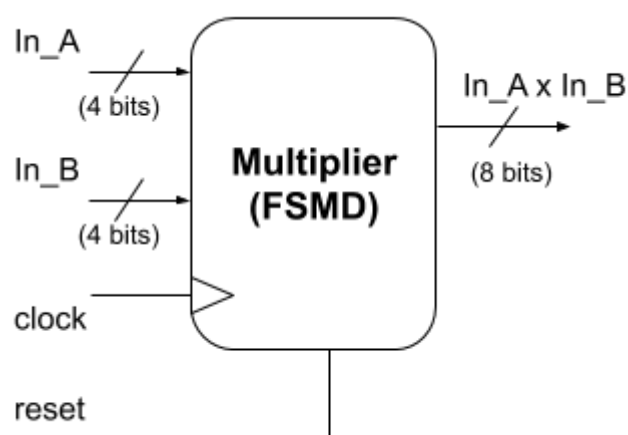 In_A
(4 bits)
In_B
(4 bits)
clock
reset
Multiplier
(FSMD)
In_A x In_B
(8 bits)